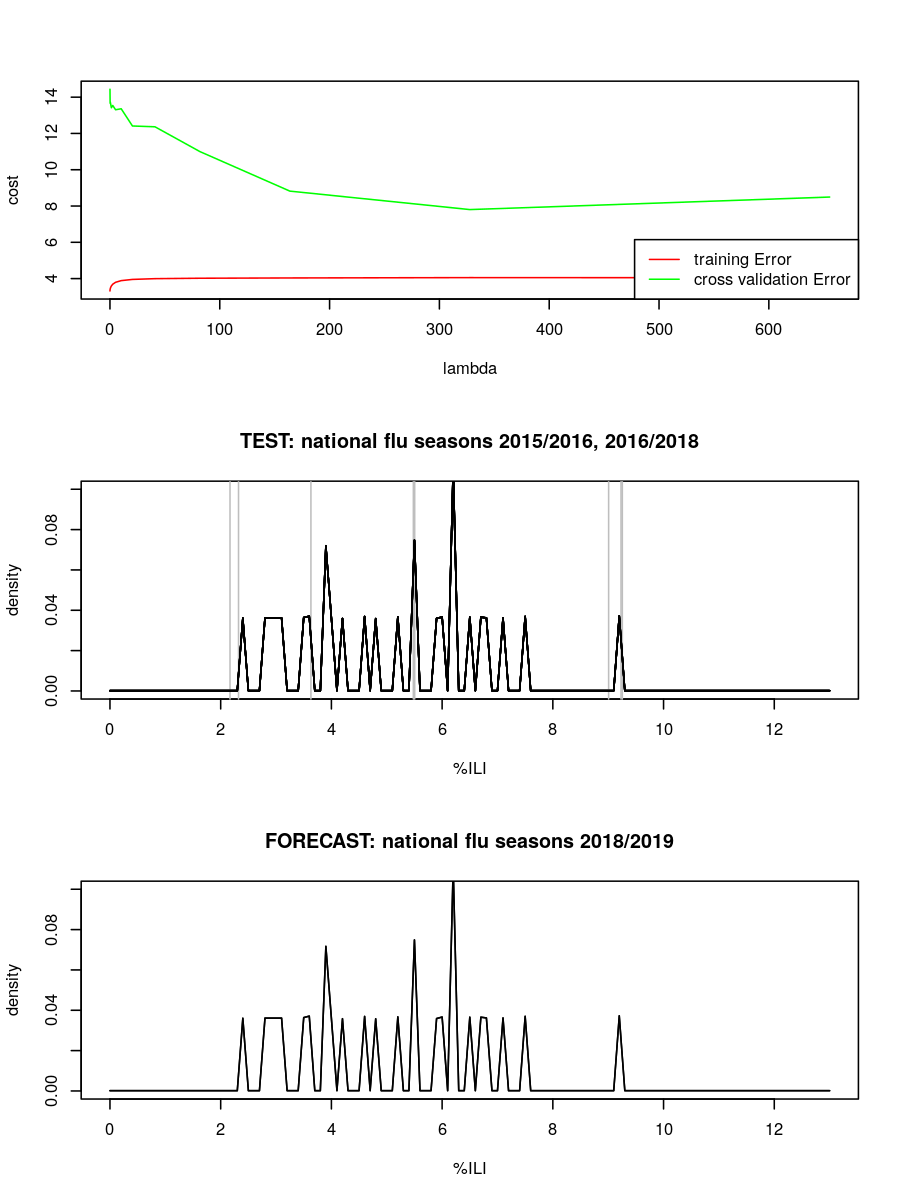 cost
14
12
10
8
6
4
training Error
cross validation Error
0 100 200 300 400 500 600
lambda
TEST: national flu seasons 2015/2016, 2016/2018
density
0.08
0.04
0.00
0 2 4 6 8 10 12
%ILI
FORECAST: national flu seasons 2018/2019
density
0.08
0.04
0.00
0 2 4 6 8 10 12
%ILI